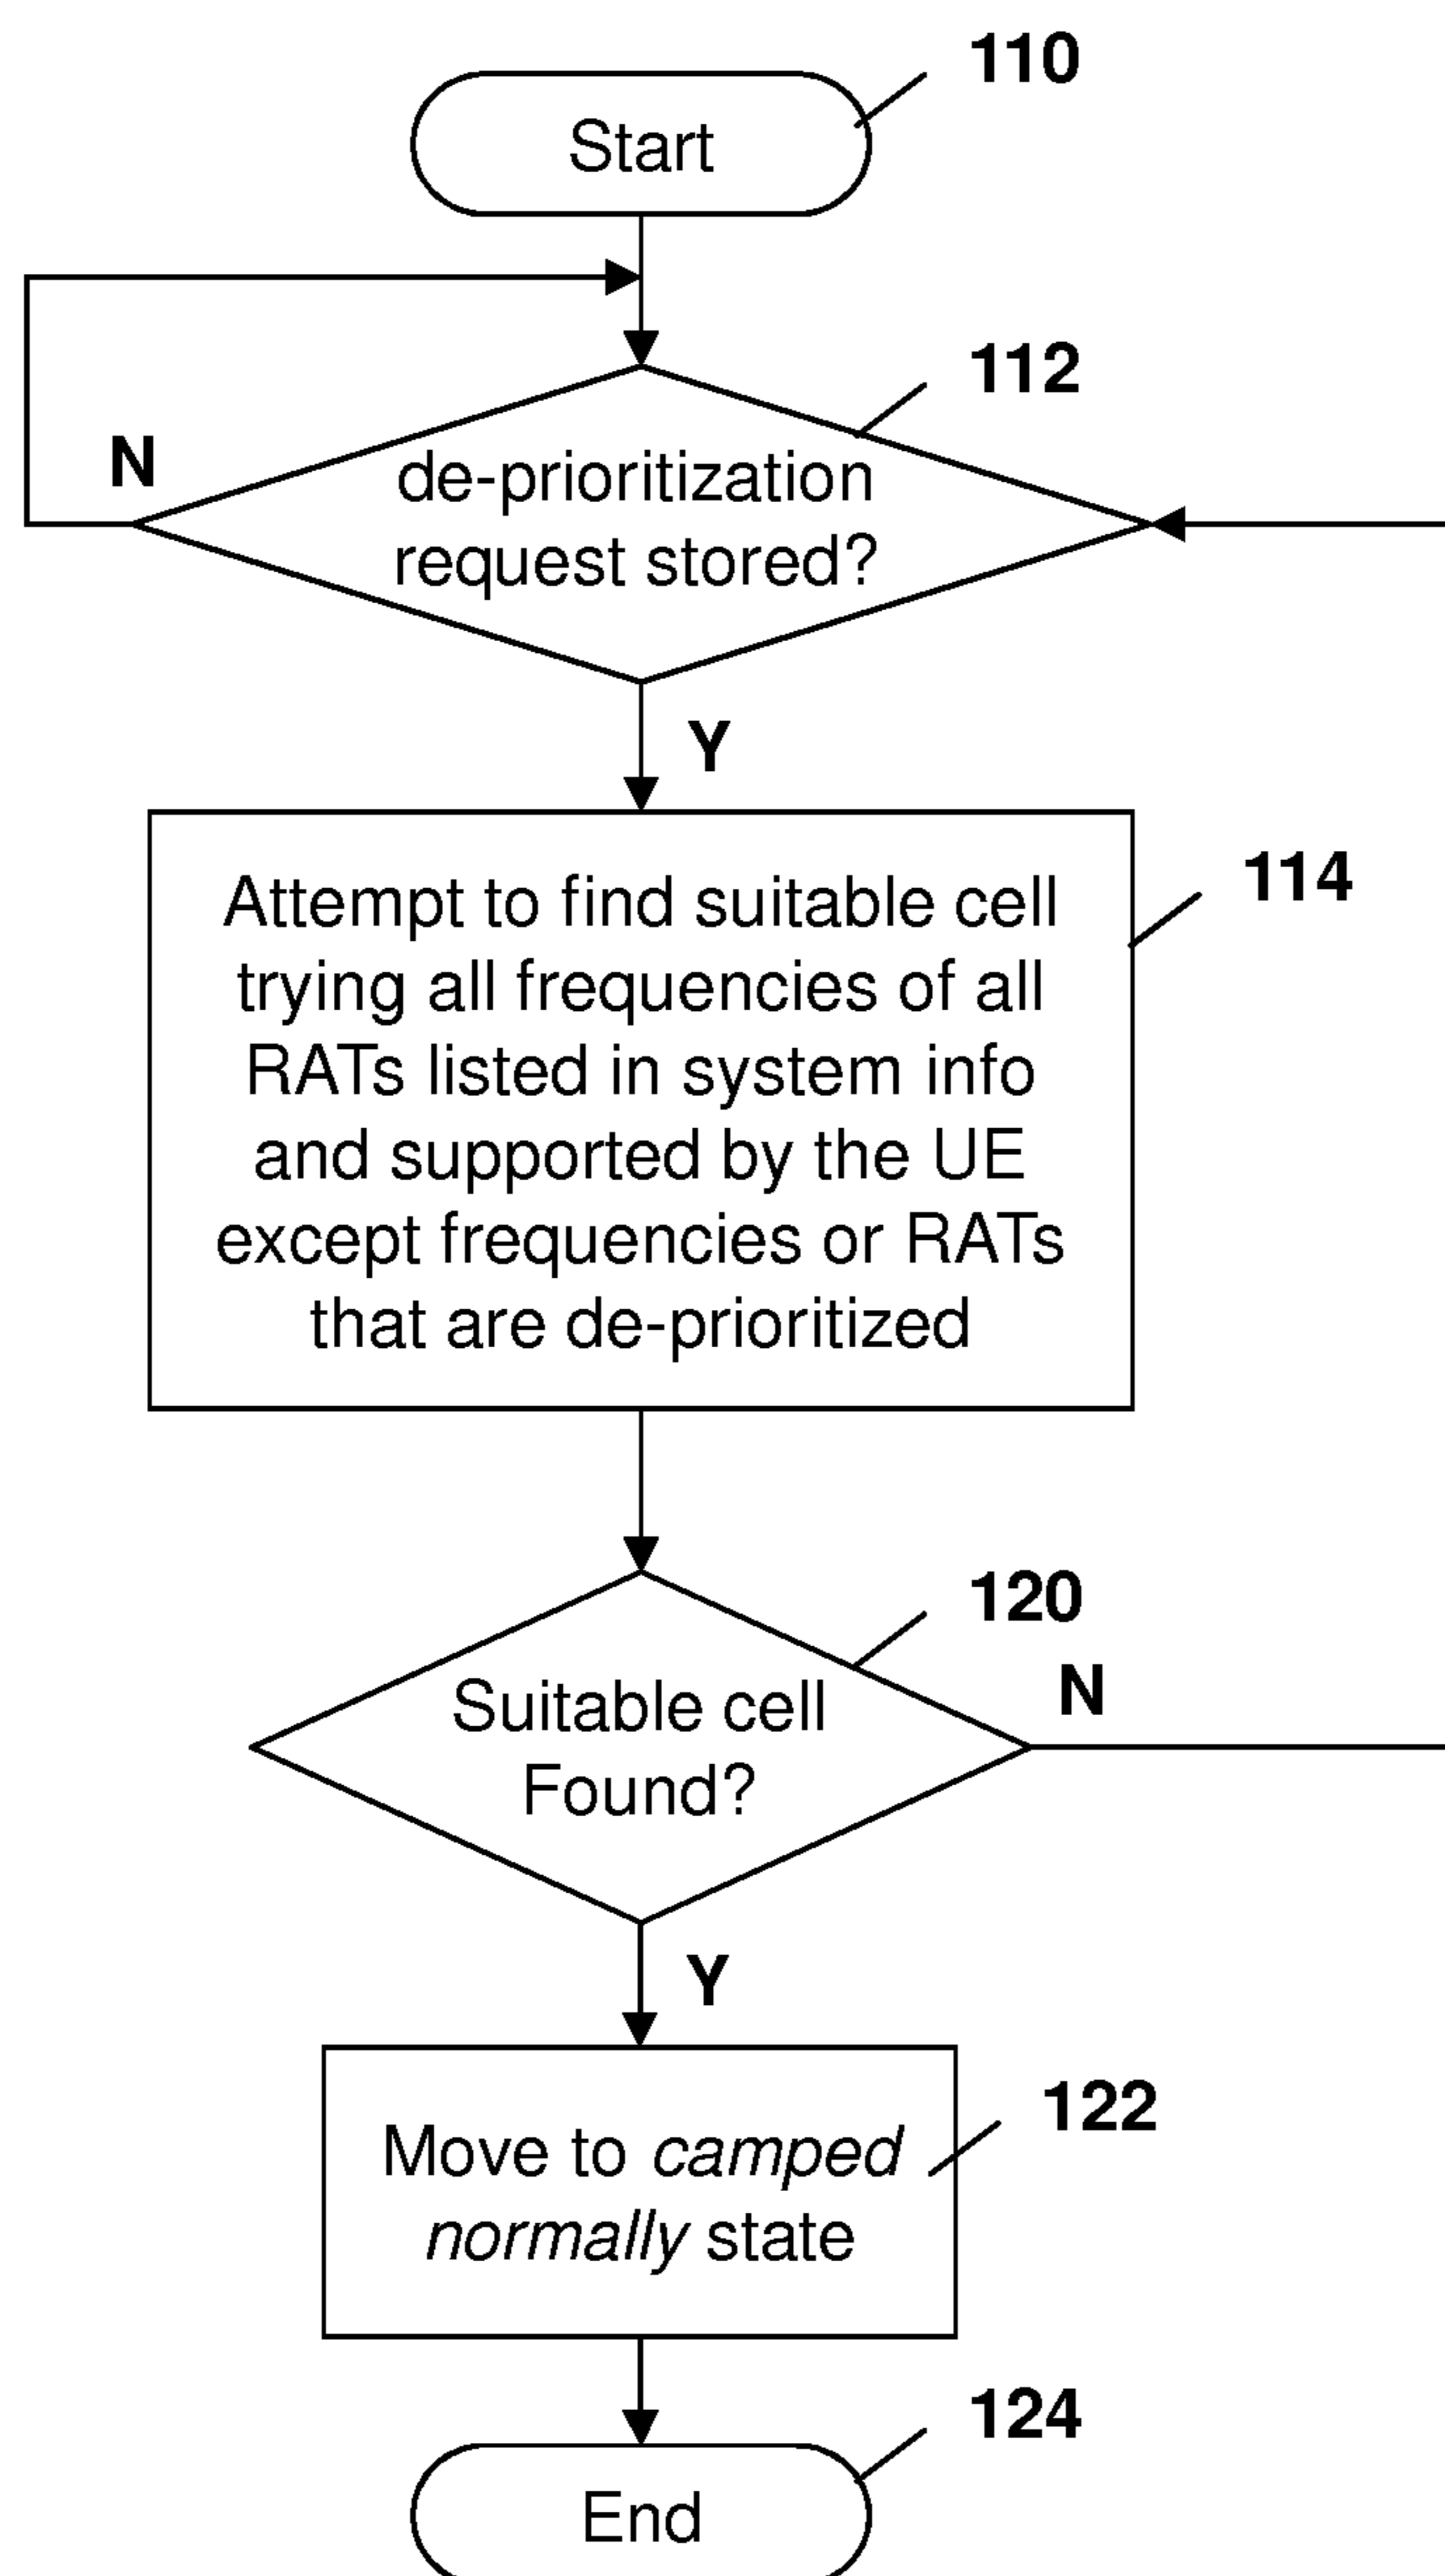 110
Start
112
N
de-prioritization
request stored?
Y
114
Attempt to find suitable cell
trying all frequencies of all
RATs listed in system info
and supported by the UE
except frequencies or RATs
that are de-prioritized
120
N
Suitable cell
Found?
Y
122
Move to camped
normally state
124
End